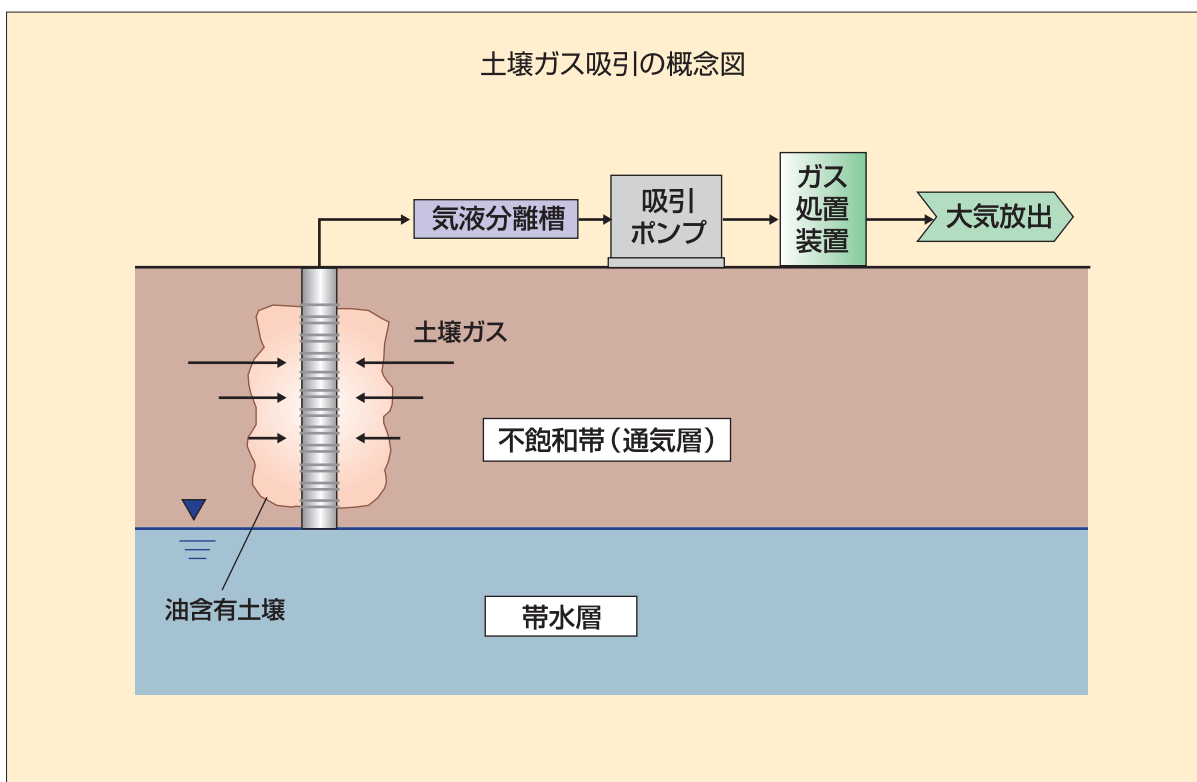 土壌ガス吸引の概念図
気液分離槽
吸引
ポンプ
ガス
処置
装置
大気放出
土壌ガス
不飽和帯（通気層）
油含有土壌
帯水層